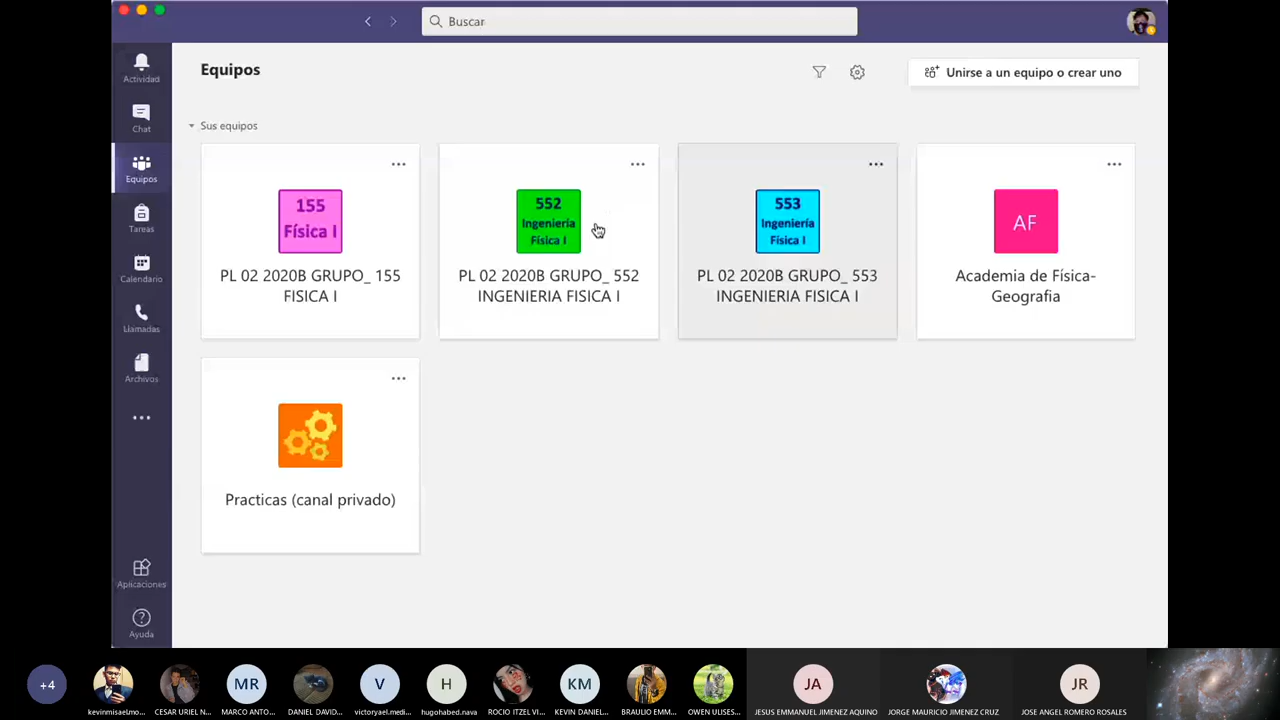 Buscar
Actividad
Chat
Equipos
Tareas
Calendario
Llamadas
Archivos
Aplicaciones
Ayuda
Equipos
Unirse a un equipo o crear uno
Sus equipos
155
Física I
PL 02 2020B GRUPO_ 155
FISICA I
552
Ingeniería
Física I
PL 02 2020B GRUPO_ 552
INGENIERIA FISICA I
553
Ingeniería
Física I
PL 02 2020B GRUPO_ 553
INGENIERIA FISICA I
AF
Academia de Física-
Geografia
Practicas (canal privado)
+4
kevinmisael.mo...
CESAR URIEL N...
MR
MARCO ANTO...
DANIEL DAVID...
V
victoryael.medi...
H
hugohabed.nava
ROCIO ITZEL VI...
KM
KEVIN DANIEL...
BRAULIO EMM...
OWEN ULISES...
JA
JESUS EMMANUEL JIMENEZ AQUINO
JORGE MAURICIO JIMENEZ CRUZ
JR
JOSE ANGEL ROMERO ROSALES